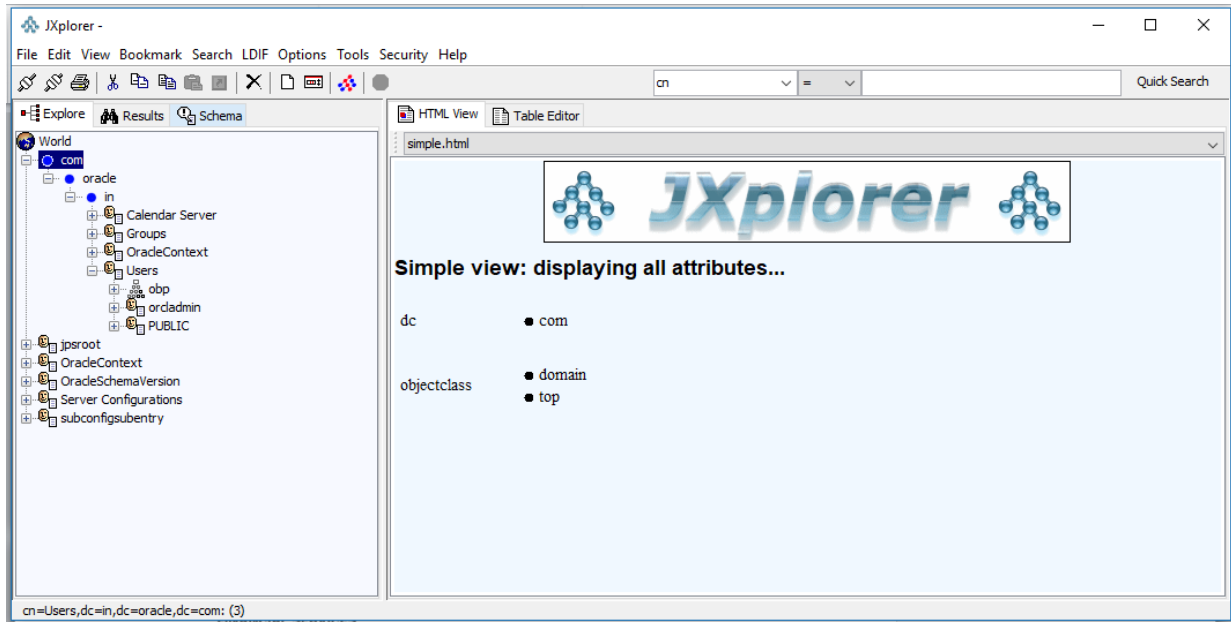 JXplorer -
File Edit View Bookmark Search LDIF Options Tools Security Help
cn = Quick Search
Explore Results Schema
HTML View Table Editor
World
com
oracle
in
Calendar Server
Groups
OracleContext
Users
obp
orcladmin
PUBLIC
jpsroot
OracleContext
OracleSchemaVersion
Server Configurations
subconfigsubentry
simple.html
JXplorer
Simple view: displaying all attributes...
dc com
objectclass
domain
top
cn=Users,dc=in,dc=oracle,dc=com: (3)